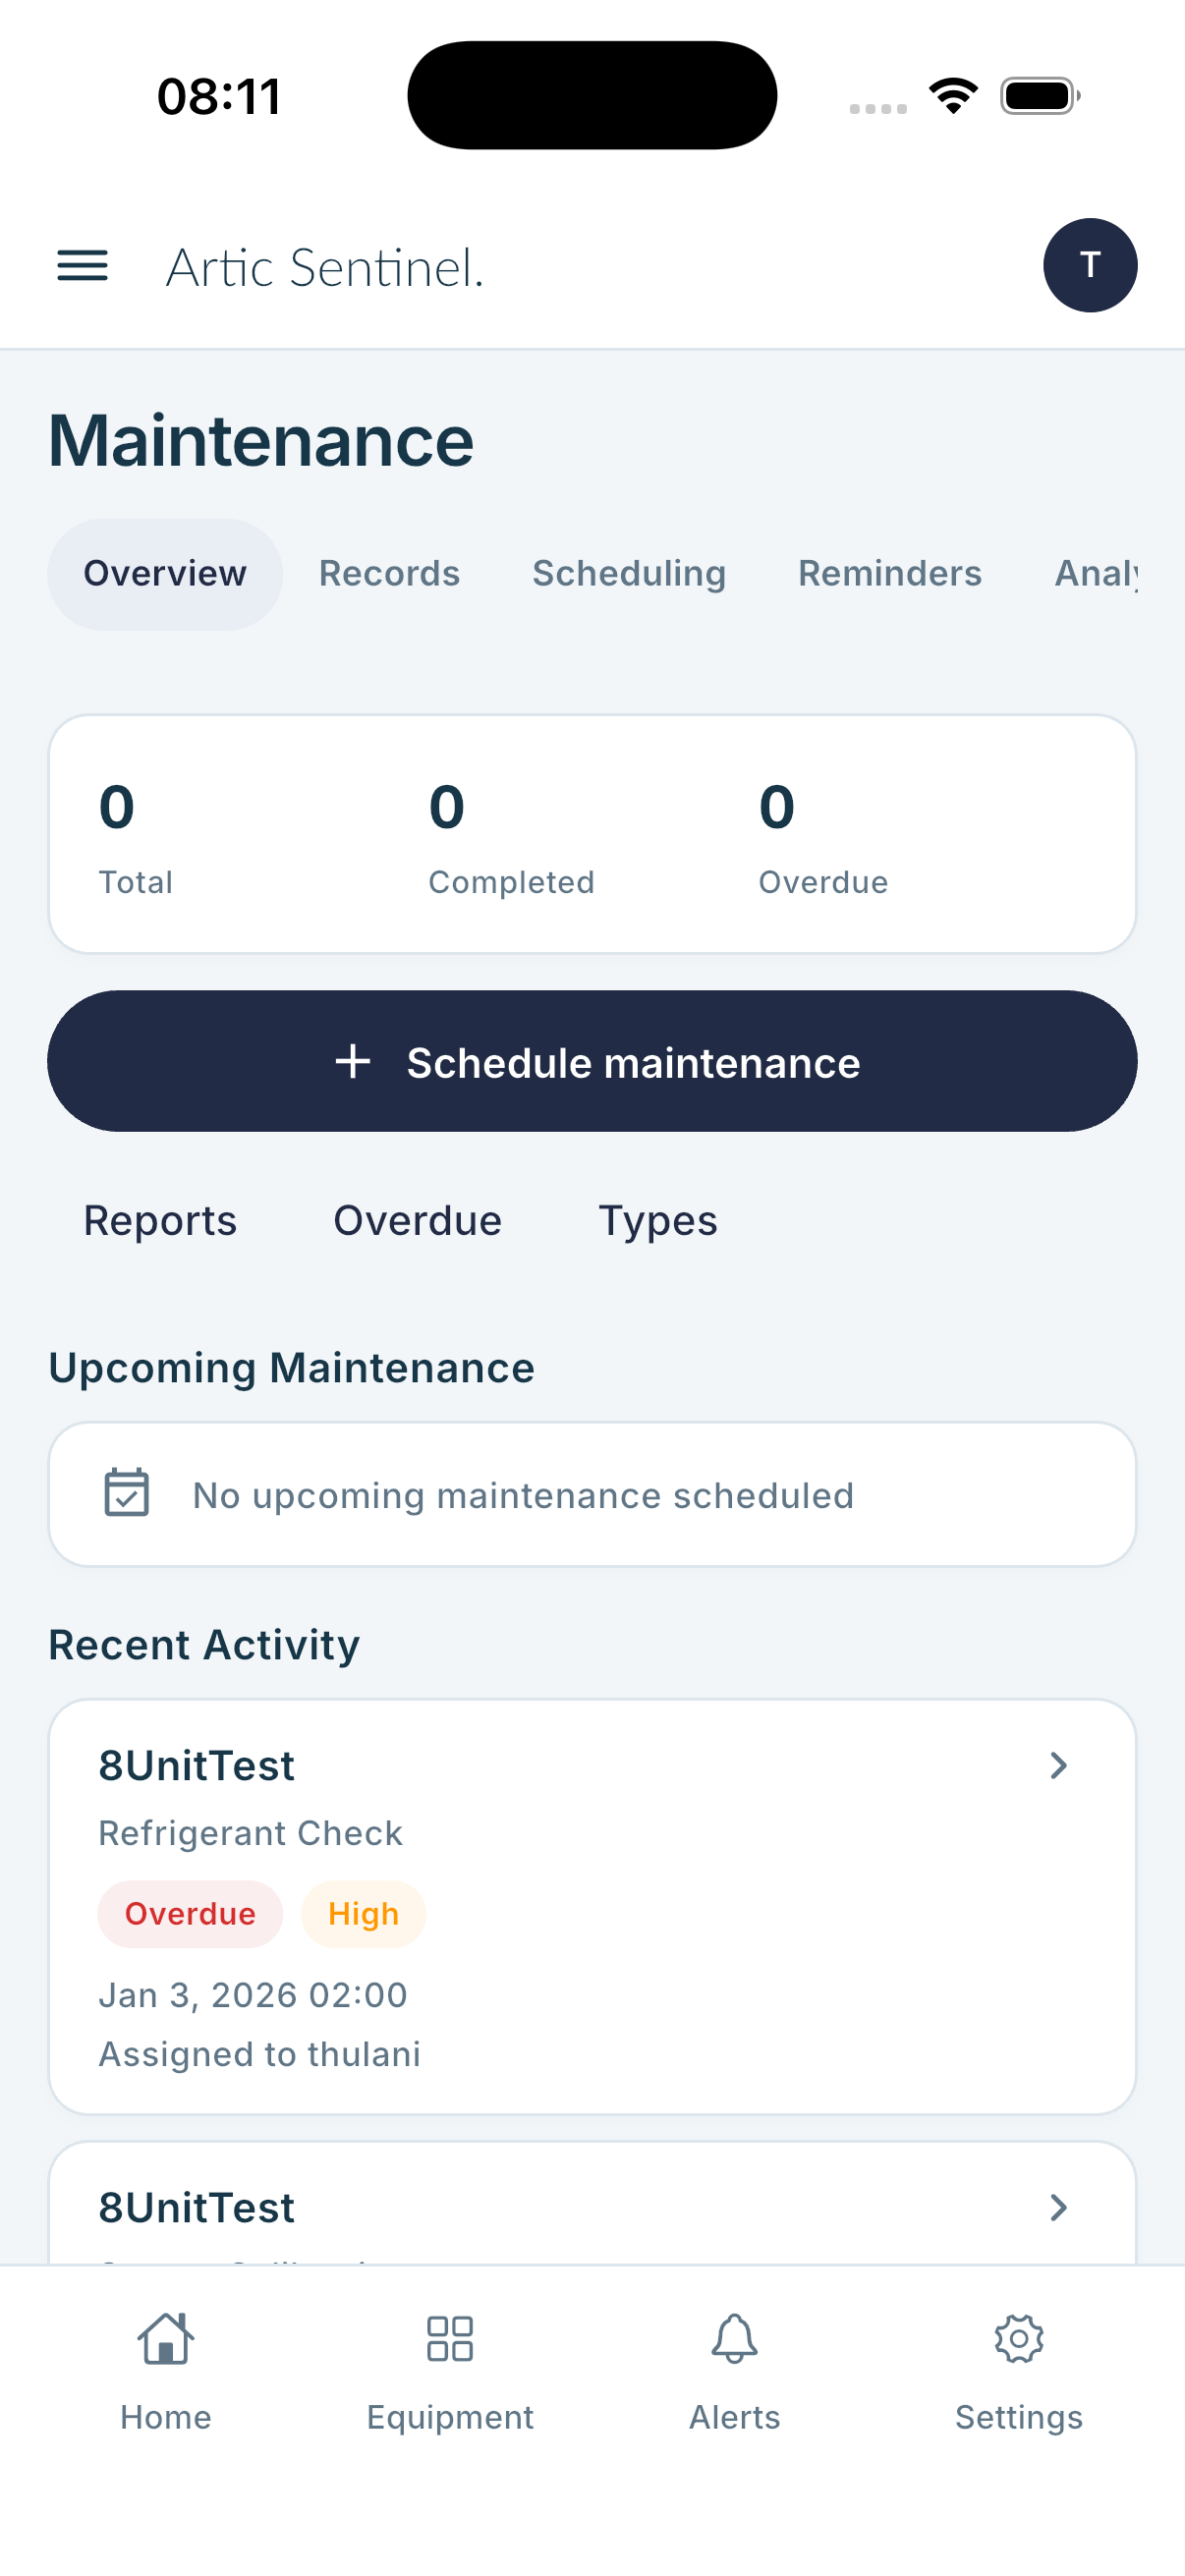 08:11
Artic Sentinel.
T
Maintenance
Overview Records Scheduling Reminders Analy
0 0 0
Total Completed Overdue
+ Schedule maintenance
Reports Overdue Types
Upcoming Maintenance
No upcoming maintenance scheduled
Recent Activity
8UnitTest
Refrigerant Check
Overdue High
Jan 3, 2026 02:00
Assigned to thulani
8UnitTest
Home Equipment Alerts Settings